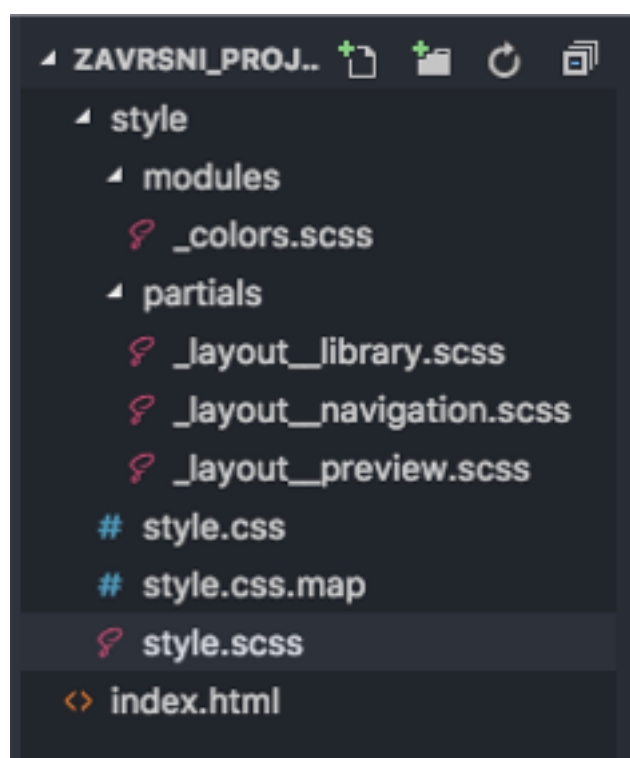 ZAVRSNI_PROJ..
style
modules
_colors.scss
partials
_layout__library.scss
_layout__navigation.scss
_layout__preview.scss
# style.css
# style.css.map
style.scss
<> index.html